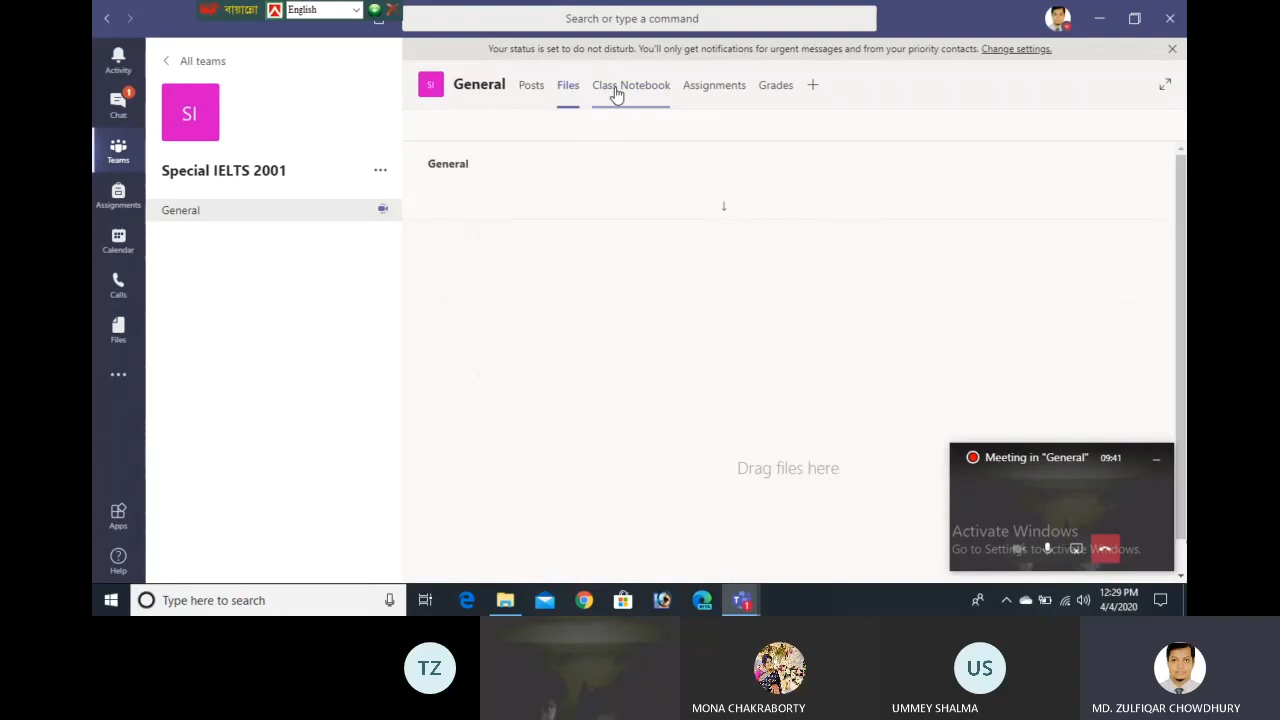 বায়ান্নো
English
Search or type a command
Your status is set to do not disturb. You'll only get notifications for urgent messages and from your priority contacts. Change settings.
Activity
Chat
1
Teams
Assignments
Calendar
Calls
Files
Apps
Help
All teams
SI
Special IELTS 2001
General
SI
General
Posts
Files
Class Notebook
Assignments
Grades
General
Drag files here
Meeting in "General"
09:41
Activate Windows
Go to Settings to activate Windows.
Type here to search
1
12:29 PM
4/4/2020
TZ
MONA CHAKRABORTY
US
UMMEY SHALMA
MD. ZULFIQAR CHOWDHURY